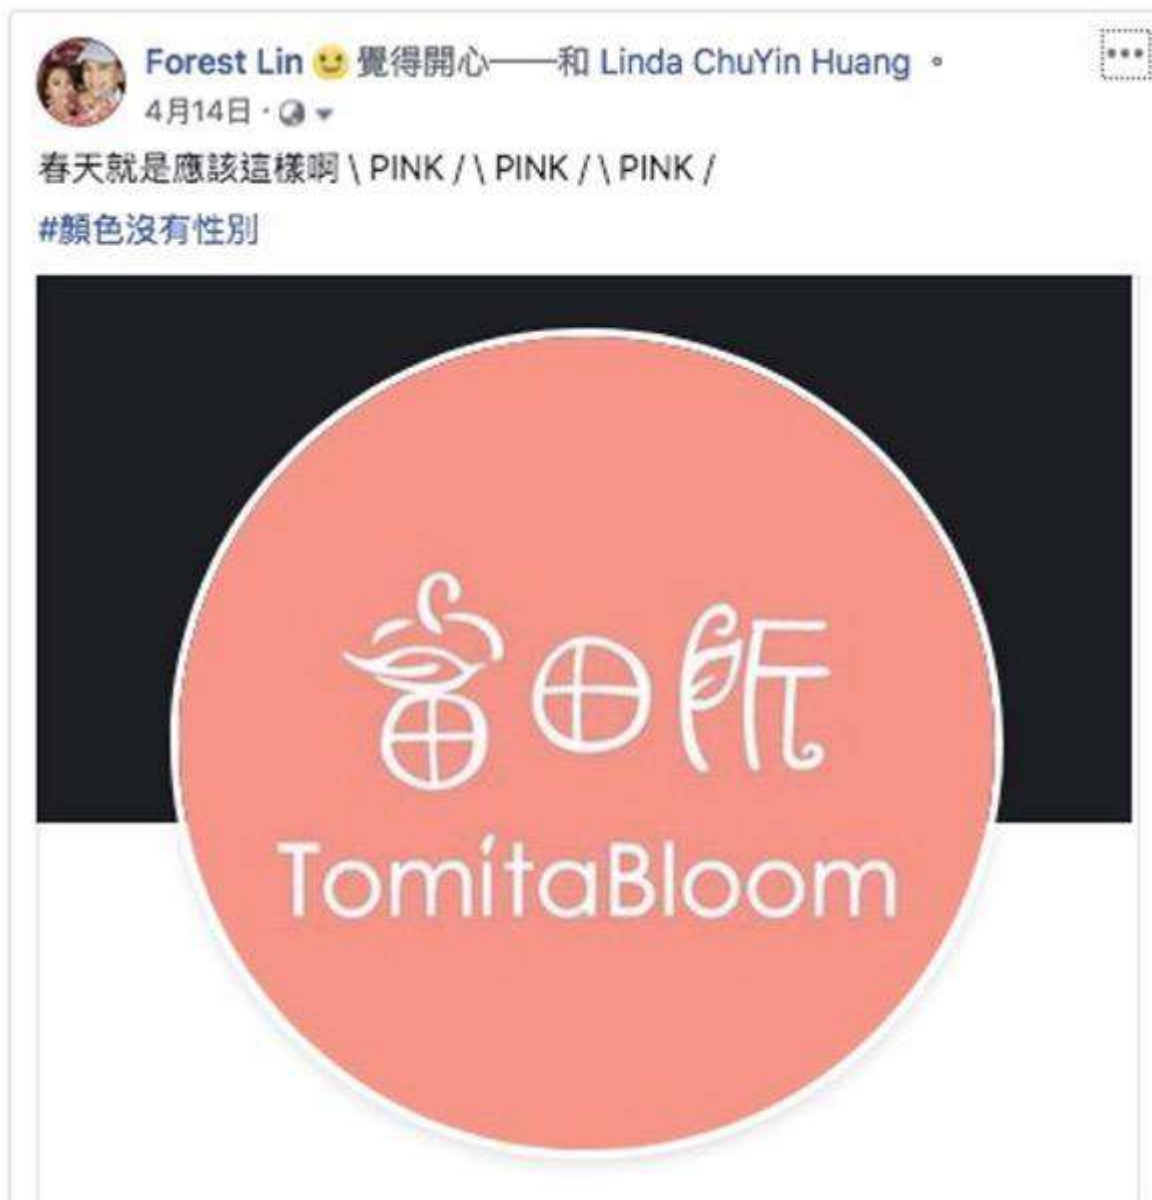 Forest Lin 覺得開心——和 Linda ChuYin Huang。
4月14日 ·
春天就是應該這樣啊 \ PINK / \ PINK / \ PINK /
#顏色沒有性別
富田所
TomitaBloom